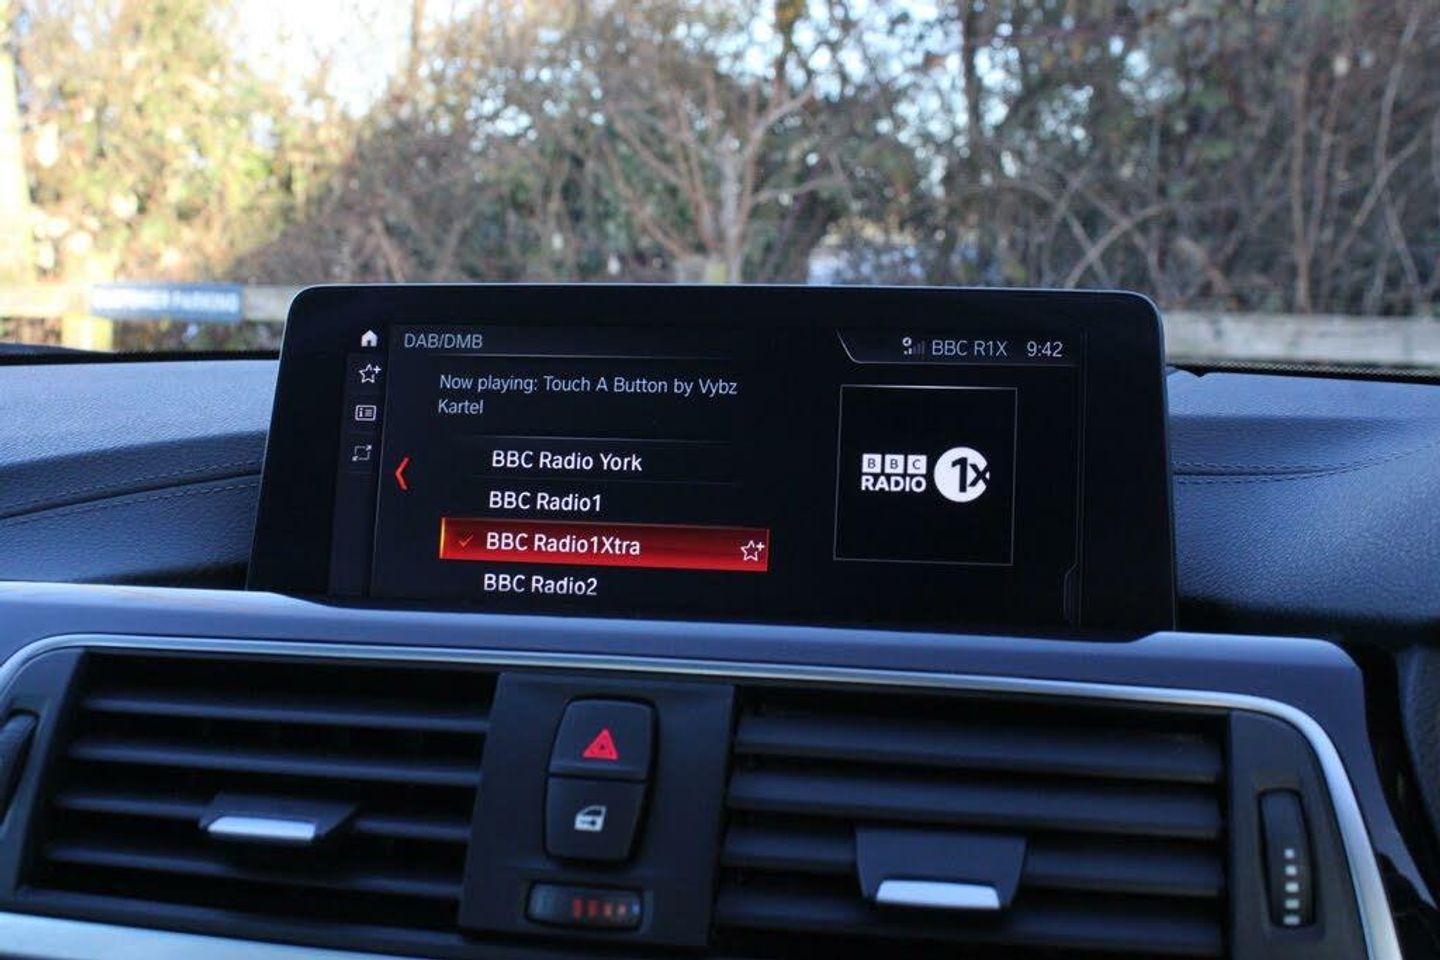 DAB/DMB
BBC R1X 9:42
Now playing: Touch A Button by Vybz
Kartel
BBC Radio York
BBC Radio1
BBC Radio1Xtra
BBC Radio2
BBC
RADIO 1X